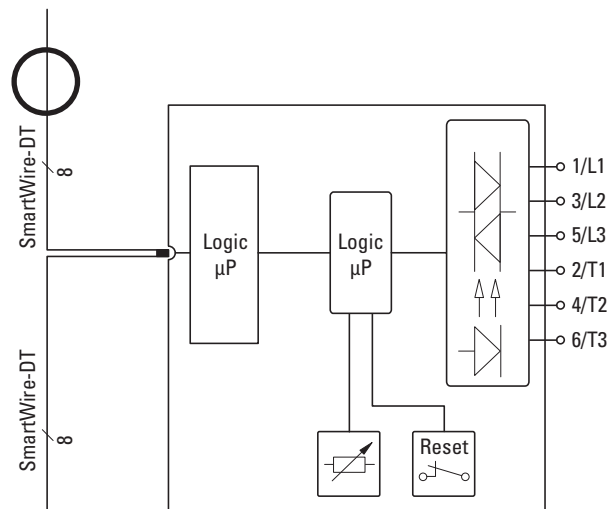 SmartWire-DT
8
SmartWire-DT
8
Logic
µP
Logic
µP
1/L1
3/L2
5/L3
2/T1
4/T2
6/T3
Reset